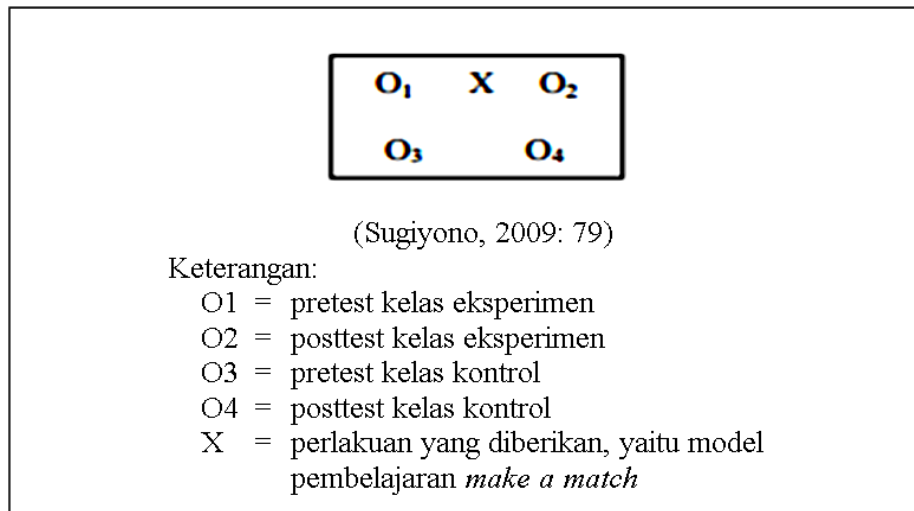 O₁ X O₂
O₃ O₄
(Sugiyono, 2009: 79)
Keterangan:
O1 = pretest kelas eksperimen
O2 = posttest kelas eksperimen
O3 = pretest kelas kontrol
O4 = posttest kelas kontrol
X = perlakuan yang diberikan, yaitu model
pembelajaran make a match